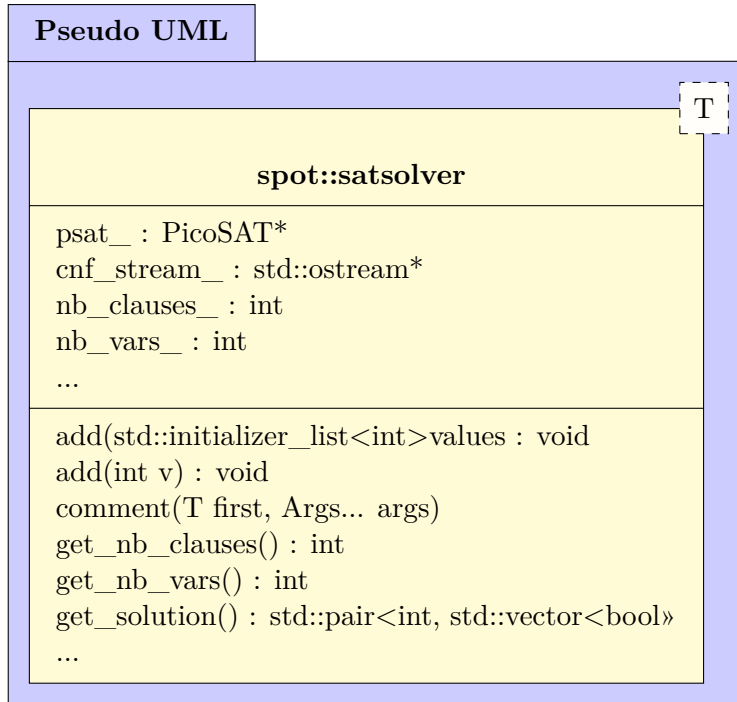 Pseudo UML
T
spot::satsolver
psat_ : PicoSAT*
cnf_stream_ : std::ostream*
nb_clauses_ : int
nb_vars_ : int
...
add(std::initializer_list<int>values : void
add(int v) : void
comment(T first, Args... args)
get_nb_clauses() : int
get_nb_vars() : int
get_solution() : std::pair<int, std::vector<bool»
...